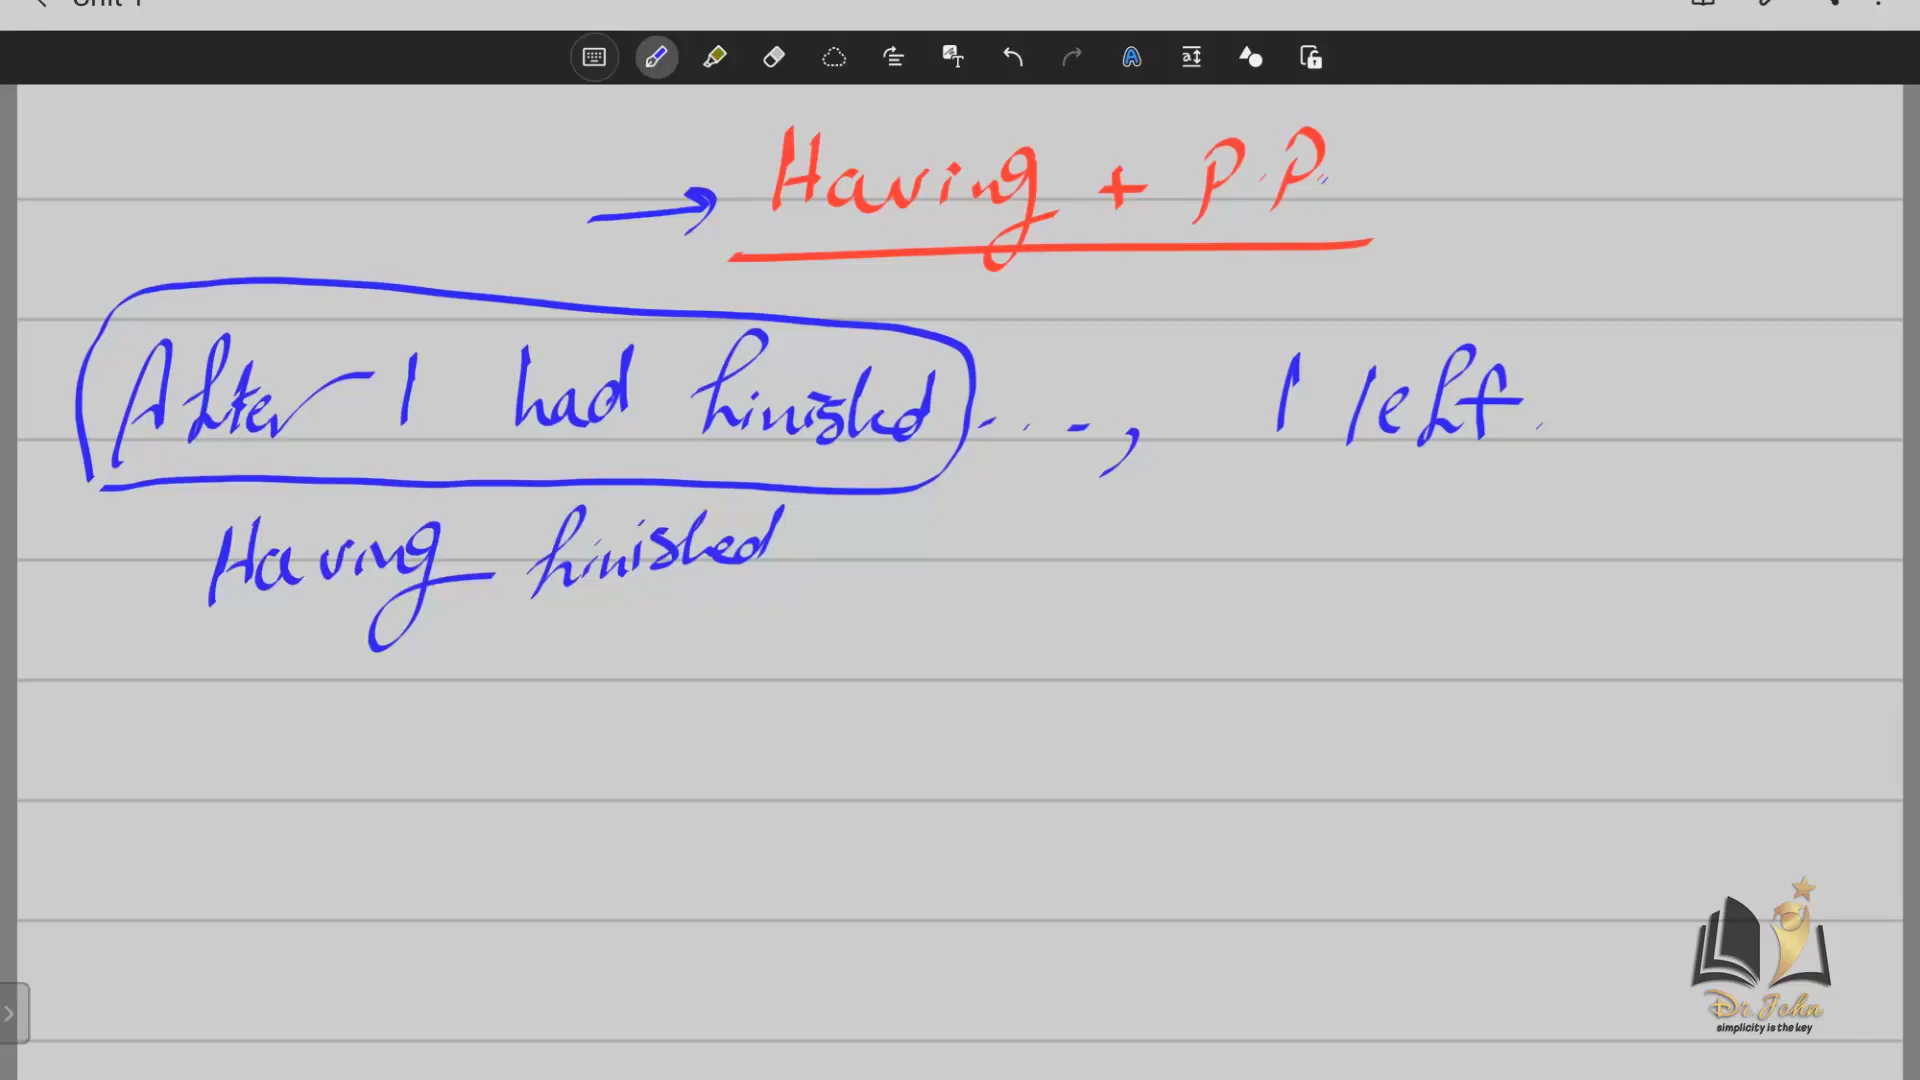 Having + P.P.
After I had finished ...., I left.
Having finished
Dr. John
simplicity is the key